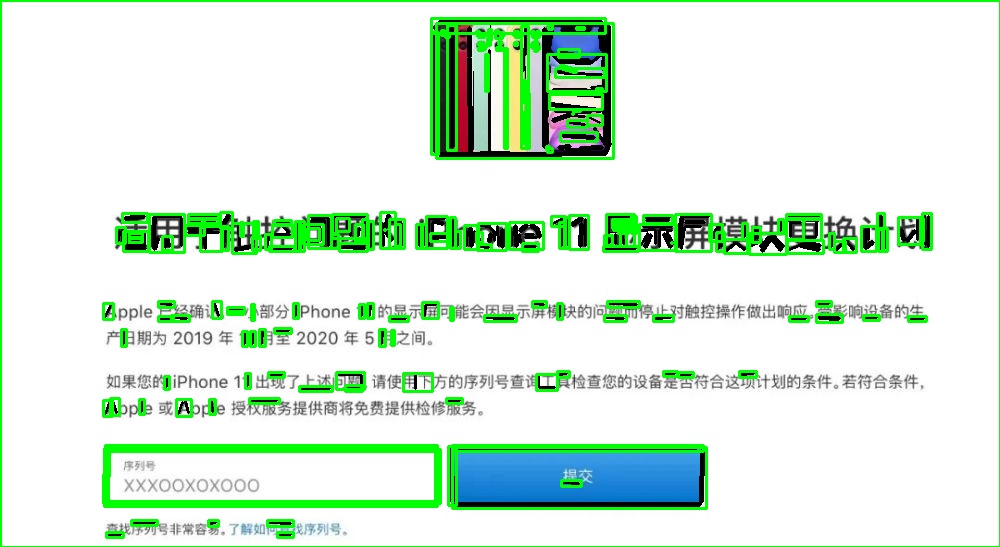 适用于触控问题的 iPhone 11 显示屏模块更换计划
Apple 已经确认，一小部分 iPhone 11 的显示屏可能会因显示屏模块的问题而停止对触控操作做出响应。受影响设备的生
产日期为 2019 年 11 月至 2020 年 5 月之间。
如果您的 iPhone 11 出现了上述问题，请使用下方的序列号查询工具检查您的设备是否符合这项计划的条件。若符合条件，
Apple 或 Apple 授权服务提供商将免费提供检修服务。
序列号
XXXOOXOXOOO
提交
查找序列号非常容易。了解如何查找序列号。